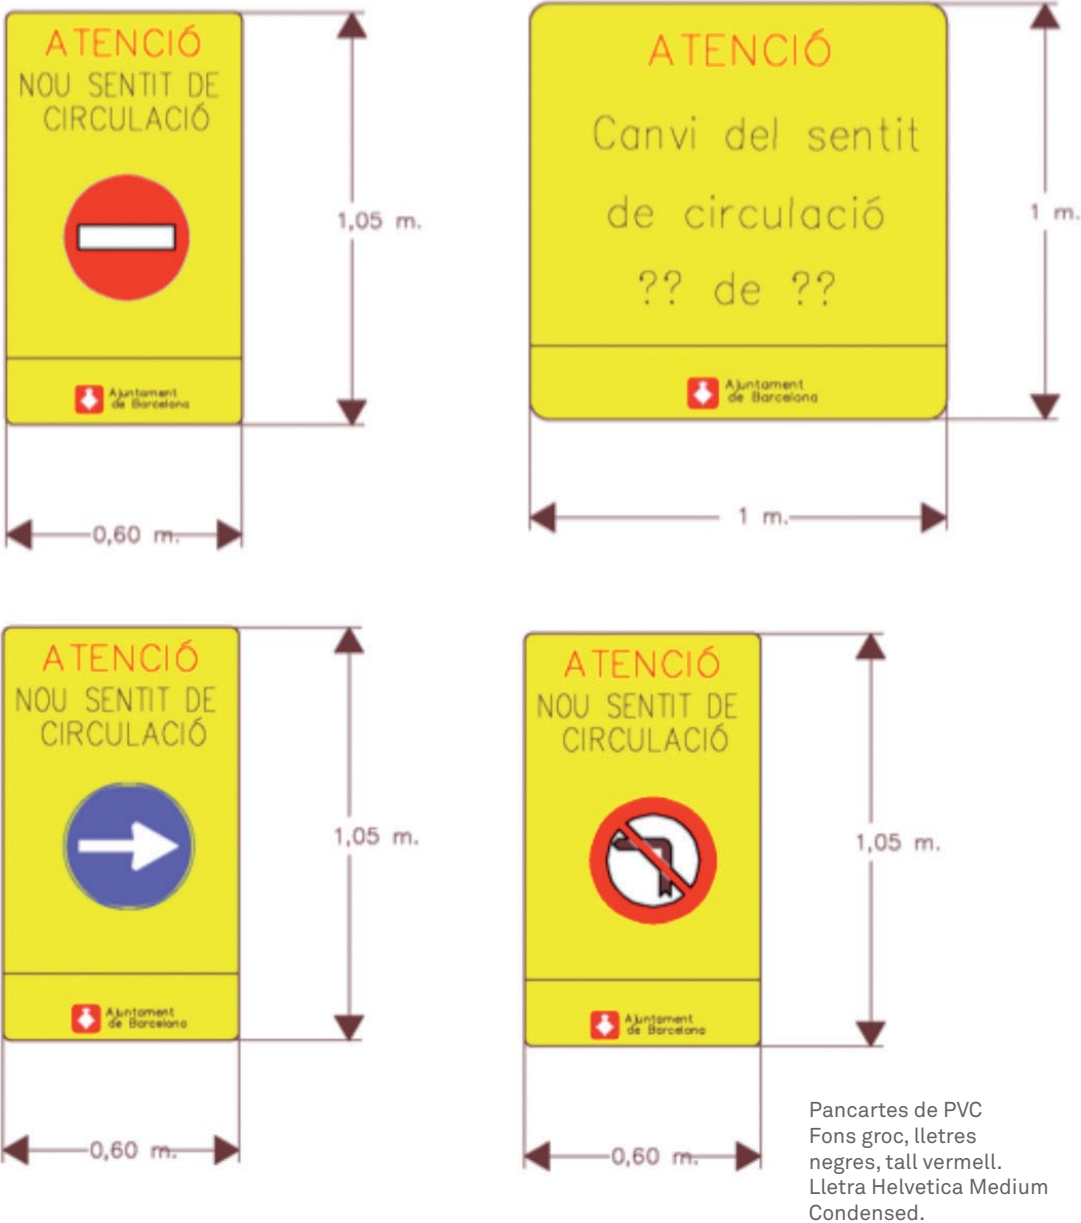 ATENCIÓ
NOU SENTIT DE
CIRCULACIÓ
Ajuntament
de Barcelona
1,05 m.
0,60 m.
ATENCIÓ
Canvi del sentit
de circulació
?? de ??
Ajuntament
de Barcelona
1 m.
1 m.
ATENCIÓ
NOU SENTIT DE
CIRCULACIÓ
Ajuntament
de Barcelona
1,05 m.
0,60 m.
ATENCIÓ
NOU SENTIT DE
CIRCULACIÓ
Ajuntament
de Barcelona
1,05 m.
0,60 m.
Pancartes de PVC
Fons groc, lletres
negres, tall vermell.
Lletra Helvetica Medium
Condensed.